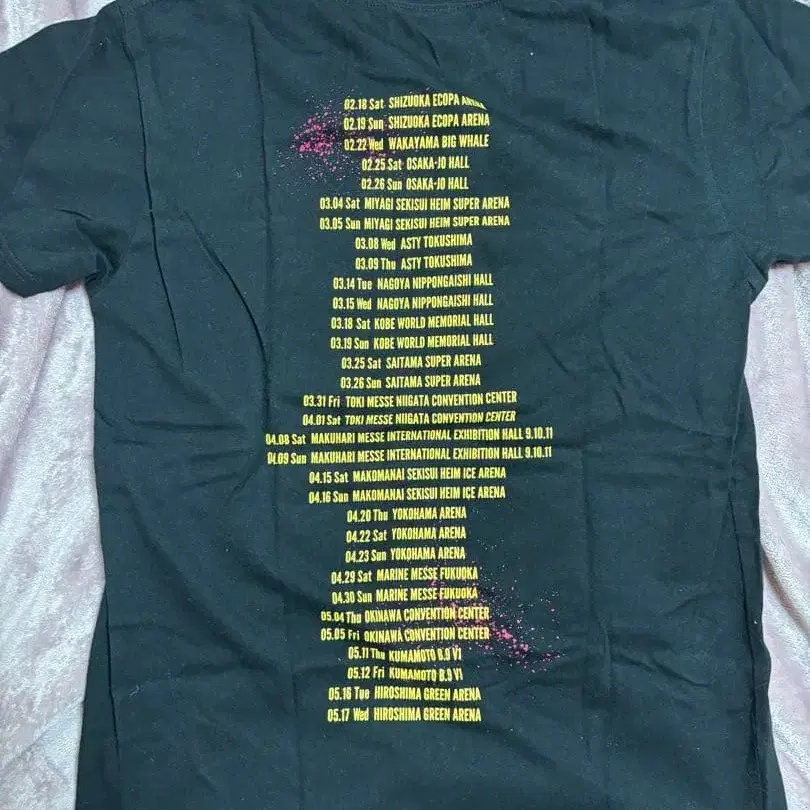 02.18 Sat SHIZUOKA ECOPA ARENA
02.19 Sun SHIZUOKA ECOPA ARENA
02.22 Wed WAKAYAMA BIG WHALE
02.25 Sat OSAKA-JO HALL
02.26 Sun OSAKA-JO HALL
03.04 Sat MIYAGI SEKISUI HEIM SUPER ARENA
03.05 Sun MIYAGI SEKISUI HEIM SUPER ARENA
03.08 Wed ASTY TOKUSHIMA
03.09 Thu ASTY TOKUSHIMA
03.14 Tue NAGOYA NIPPONGAISHI HALL
03.15 Wed NAGOYA NIPPONGAISHI HALL
03.18 Sat KOBE WORLD MEMORIAL HALL
03.19 Sun KOBE WORLD MEMORIAL HALL
03.25 Sat SAITAMA SUPER ARENA
03.26 Sun SAITAMA SUPER ARENA
03.31 Fri TOKI MESSE NIIGATA CONVENTION CENTER
04.01 Sat TOKI MESSE NIIGATA CONVENTION CENTER
04.08 Sat MAKUHARI MESSE INTERNATIONAL EXHIBITION HALL 9.10.11
04.09 Sun MAKUHARI MESSE INTERNATIONAL EXHIBITION HALL 9.10.11
04.15 Sat MAKOMANAI SEKISUI HEIM ICE ARENA
04.16 Sun MAKOMANAI SEKISUI HEIM ICE ARENA
04.20 Thu YOKOHAMA ARENA
04.22 Sat YOKOHAMA ARENA
04.23 Sun YOKOHAMA ARENA
04.29 Sat MARINE MESSE FUKUOKA
04.30 Sun MARINE MESSE FUKUOKA
05.04 Thu OKINAWA CONVENTION CENTER
05.05 Fri OKINAWA CONVENTION CENTER
05.11 Thu KUMAMOTO B.9 V1
05.12 Fri KUMAMOTO B.9 V1
05.16 Tue HIROSHIMA GREEN ARENA
05.17 Wed HIROSHIMA GREEN ARENA